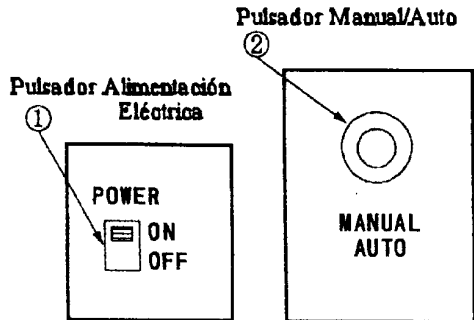 Pulsador Manual/Auto
②
Pulsador Alimentación
Eléctrica
①
POWER
ON
OFF
MANUAL
AUTO